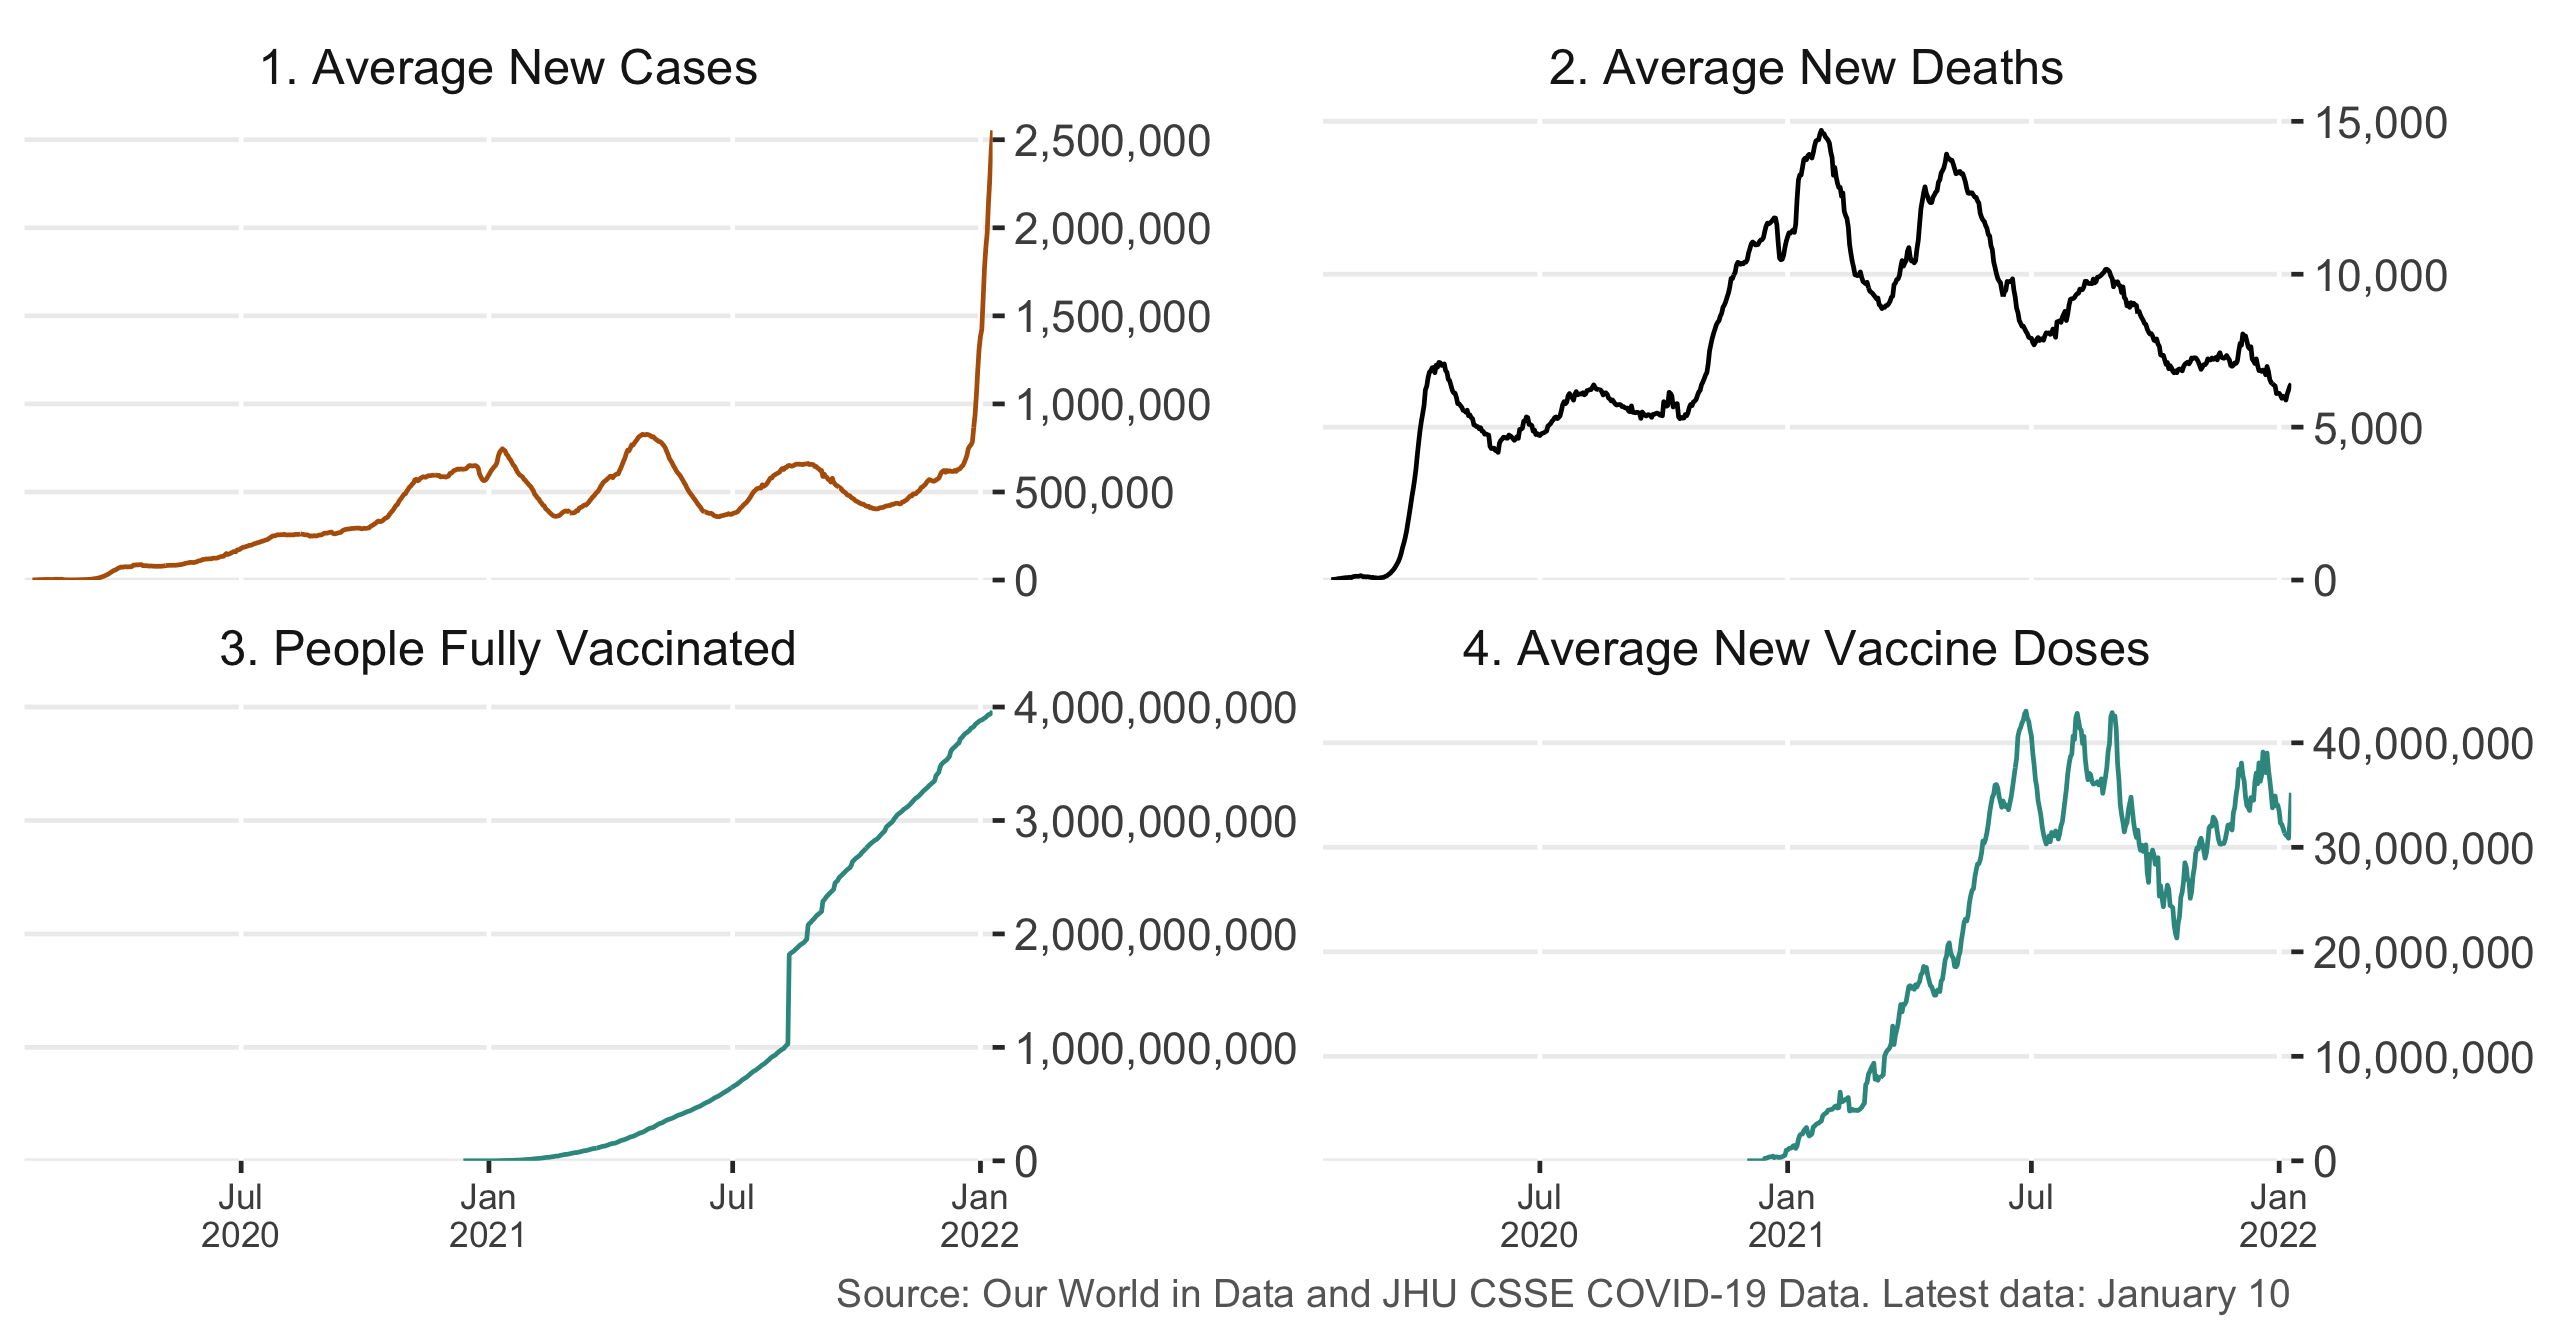 1. Average New Cases
2,500,000
2,000,000
1,500,000
1,000,000
500,000
0
2. Average New Deaths
15,000
10,000
5,000
0
3. People Fully Vaccinated
4,000,000,000
3,000,000,000
2,000,000,000
1,000,000,000
0
Jul
2020
Jan
2021
Jul
Jan
2022
4. Average New Vaccine Doses
40,000,000
30,000,000
20,000,000
10,000,000
0
Jul
2020
Jan
2021
Jul
Jan
2022
Source: Our World in Data and JHU CSSE COVID-19 Data. Latest data: January 10